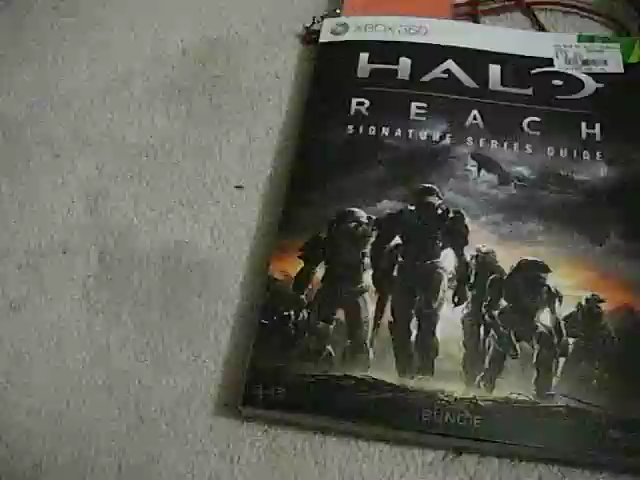 XBOX 360
HALO
REACH
SIGNATURE SERIES GUIDE
BUNGIE